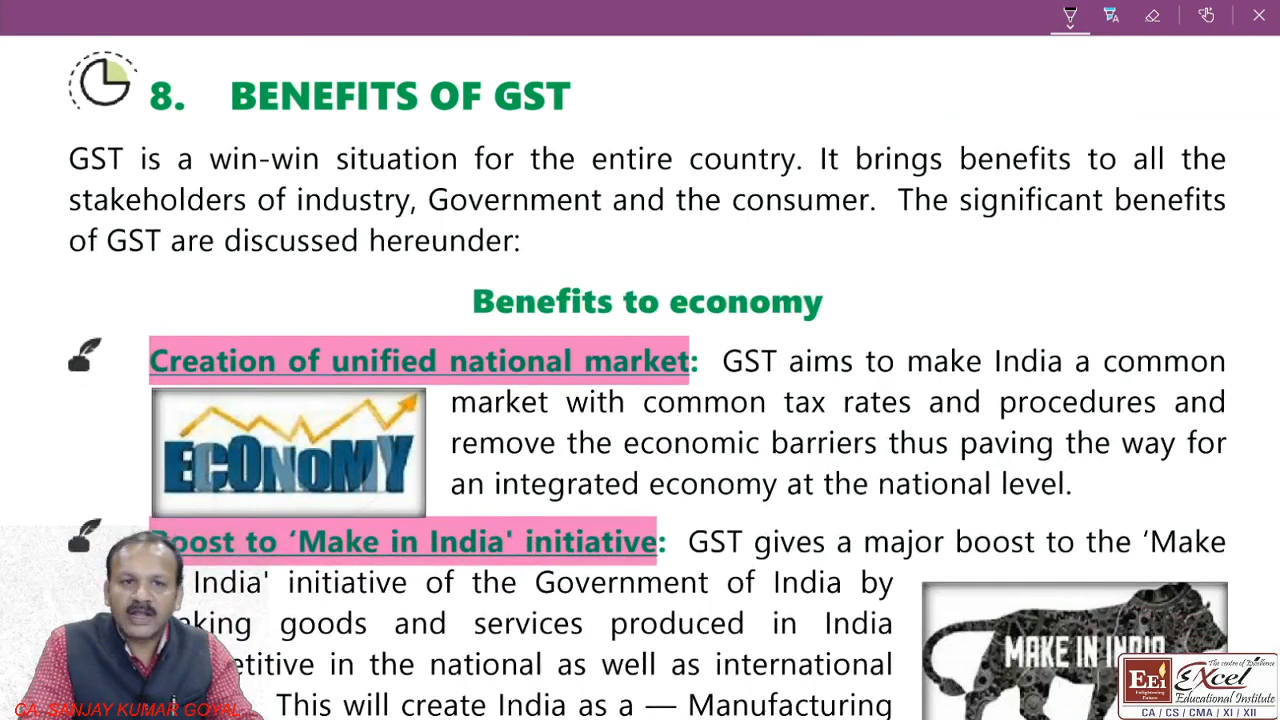 8. BENEFITS OF GST
GST is a win-win situation for the entire country. It brings benefits to all the
stakeholders of industry, Government and the consumer. The significant benefits
of GST are discussed hereunder:
Benefits to economy
Creation of unified national market: GST aims to make India a common
market with common tax rates and procedures and
remove the economic barriers thus paving the way for
an integrated economy at the national level.
ECONOMY
Boost to ‘Make in India' initiative: GST gives a major boost to the ‘Make
India' initiative of the Government of India by
goods and services produced in India
in the national as well as international
This will create India as a — Manufacturing
MAKE IN INDIA
CA. SANJAY KUMAR GOYAL
EEi
Enlightening Future
The centre of Excellence
Excel
Educational Institute
CA / CS / CMA / XI / XII